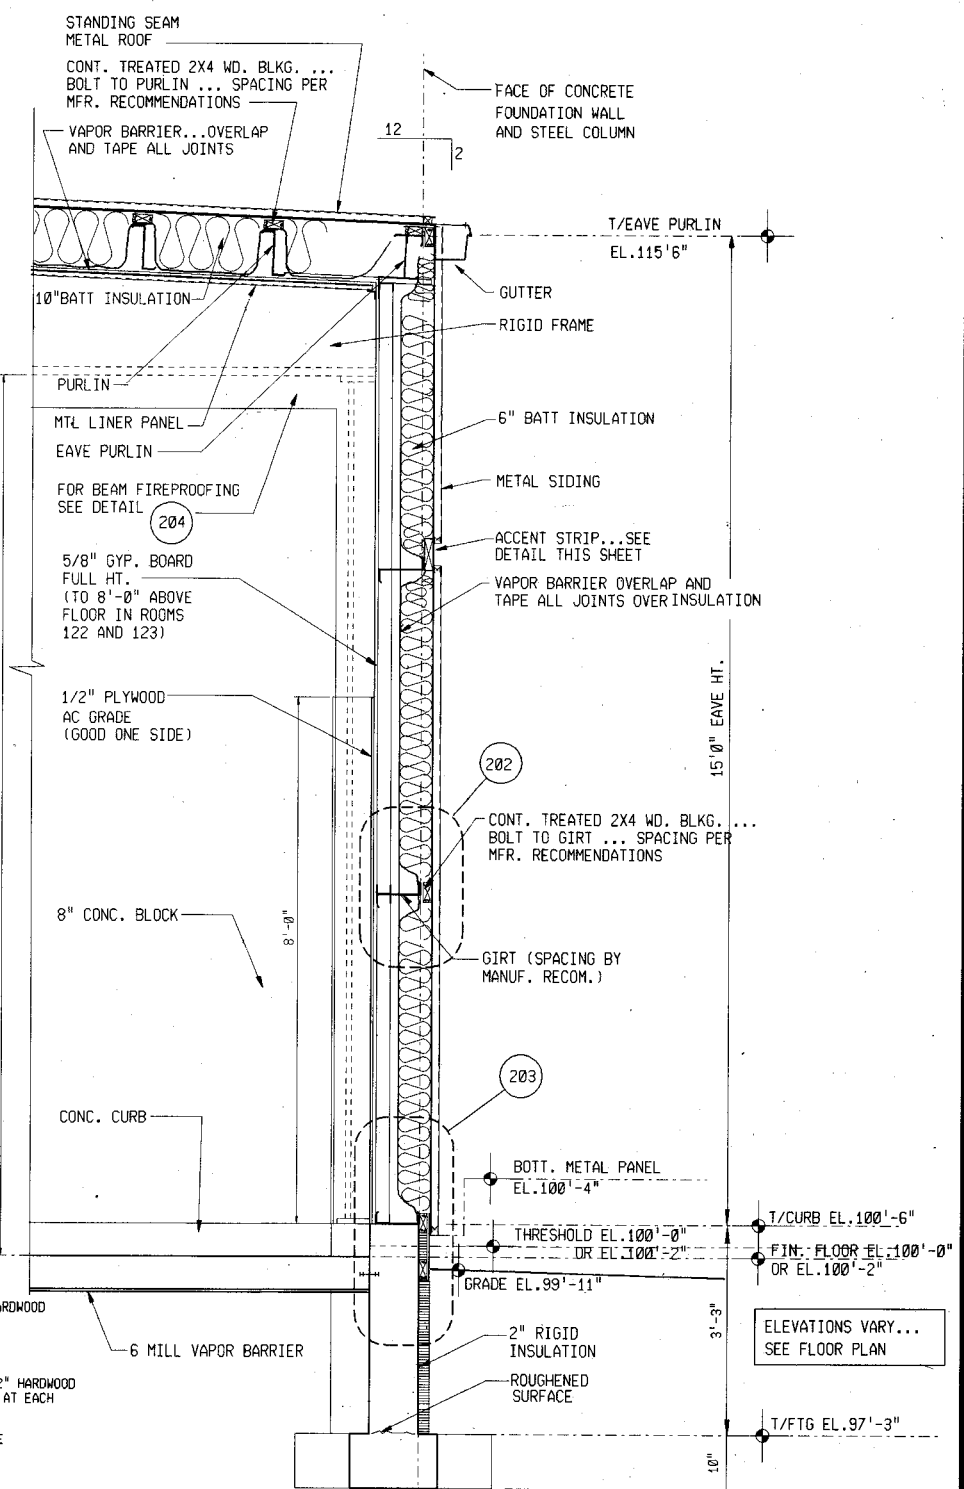 STANDING SEAM
METAL ROOF
CONT. TREATED 2X4 WD. BLKG. ...
BOLT TO PURLIN ... SPACING PER
MFR. RECOMMENDATIONS
VAPOR BARRIER...OVERLAP
AND TAPE ALL JOINTS
12
2
FACE OF CONCRETE
FOUNDATION WALL
AND STEEL COLUMN
T/EAVE PURLIN
EL.115'6"
GUTTER
10"BATT INSULATION
RIGID FRAME
PURLIN
MTL LINER PANEL
EAVE PURLIN
6" BATT INSULATION
METAL SIDING
FOR BEAM FIREPROOFING
SEE DETAIL
204
ACCENT STRIP...SEE
DETAIL THIS SHEET
5/8" GYP. BOARD
FULL HT.
(TO 8'-0" ABOVE
FLOOR IN ROOMS
122 AND 123)
VAPOR BARRIER OVERLAP AND
TAPE ALL JOINTS OVER INSULATION
1/2" PLYWOOD
AC GRADE
(GOOD ONE SIDE)
15'0" EAVE HT.
202
CONT. TREATED 2X4 WD. BLKG. ...
BOLT TO GIRT ... SPACING PER
MFR. RECOMMENDATIONS
8" CONC. BLOCK
8'-0"
GIRT (SPACING BY
MANUF. RECOM.)
203
CONC. CURB
BOTT. METAL PANEL
EL.100'-4"
T/CURB EL.100'-6"
THRESHOLD EL.100'-0"
OR EL.100'-2"
FIN. FLOOR EL.100'-0"
OR EL.100'-2"
GRADE EL.99'-11"
RDWOOD
6 MILL VAPOR BARRIER
2" RIGID
INSULATION
3'-3"
ELEVATIONS VARY...
SEE FLOOR PLAN
2" HARDWOOD
AT EACH
ROUGHENED
SURFACE
E
T/FTG EL.97'-3"
10"